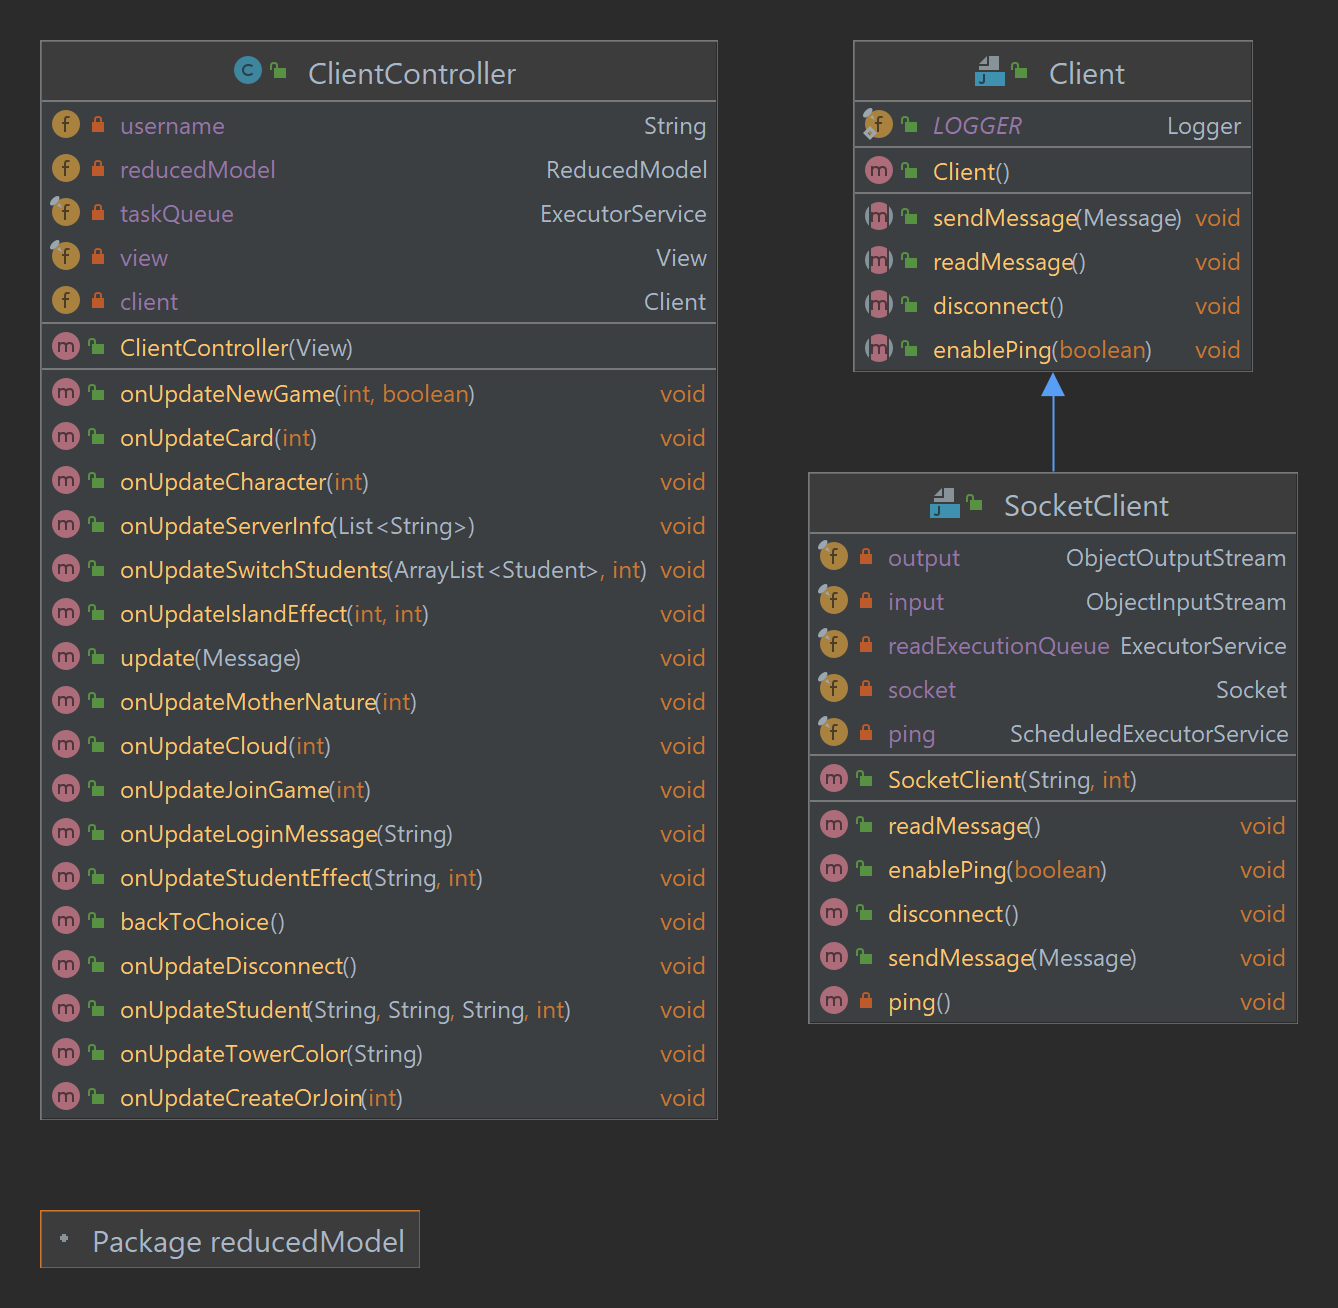 ClientController
username String
reducedModel ReducedModel
taskQueue ExecutorService
view View
client Client
ClientController(View)
onUpdateNewGame(int, boolean) void
onUpdateCard(int) void
onUpdateCharacter(int) void
onUpdateServerInfo(List<String>) void
onUpdateSwitchStudents(ArrayList<Student>, int) void
onUpdateIslandEffect(int, int) void
update(Message) void
onUpdateMotherNature(int) void
onUpdateCloud(int) void
onUpdateJoinGame(int) void
onUpdateLoginMessage(String) void
onUpdateStudentEffect(String, int) void
backToChoice() void
onUpdateDisconnect() void
onUpdateStudent(String, String, String, int) void
onUpdateTowerColor(String) void
onUpdateCreateOrJoin(int) void
Client
LOGGER Logger
Client()
sendMessage(Message) void
readMessage() void
disconnect() void
enablePing(boolean) void
SocketClient
output ObjectOutputStream
input ObjectInputStream
readExecutionQueue ExecutorService
socket Socket
ping ScheduledExecutorService
SocketClient(String, int)
readMessage() void
enablePing(boolean) void
disconnect() void
sendMessage(Message) void
ping() void
Package reducedModel